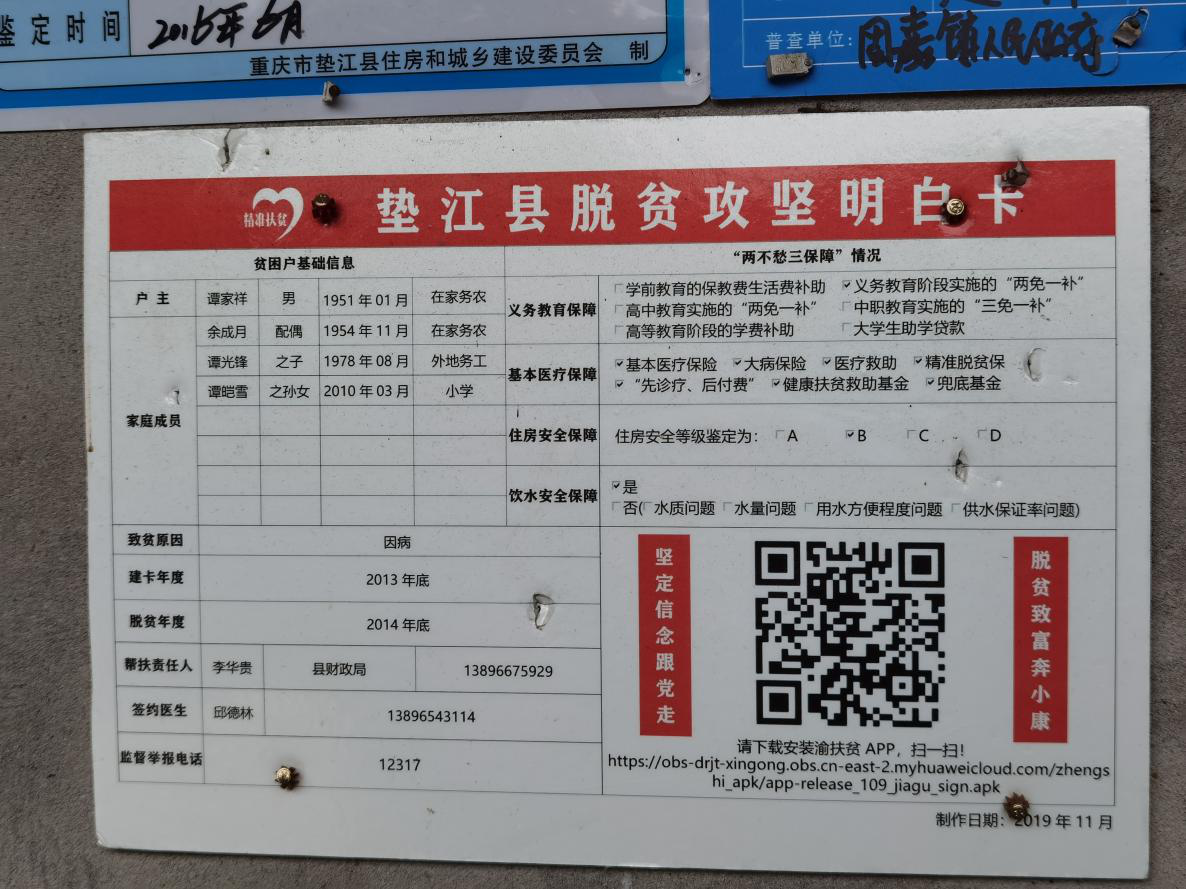 鉴定时间 2016年6月
重庆市垫江县住房和城乡建设委员会 制
普查单位: 周嘉镇人民政府
精准扶贫
垫江县脱贫攻坚明白卡
贫困户基础信息
“两不愁三保障”情况
户主 谭家祥 男 1951年01月 在家务农
家庭成员
余成月 配偶 1954年11月 在家务农
谭光锋 之子 1978年08月 外地务工
谭皑雪 之孙女 2010年03月 小学
义务教育保障
□学前教育的保教费生活费补助 ☑义务教育阶段实施的“两免一补”
□高中教育实施的“两免一补” □中职教育实施的“三免一补”
□高等教育阶段的学费补助 □大学生助学贷款
基本医疗保障
☑基本医疗保险 ☑大病保险 ☑医疗救助 ☑精准脱贫保
☑“先诊疗、后付费” ☑健康扶贫救助基金 ☑兜底基金
住房安全保障
住房安全等级鉴定为: □A ☑B □C □D
饮水安全保障
☑是
□否(□水质问题 □水量问题 □用水方便程度问题 □供水保证率问题)
致贫原因 因病
建卡年度 2013年底
脱贫年度 2014年底
帮扶责任人 李华贵 县财政局 13896675929
签约医生 邱德林 13896543114
监督举报电话 12317
坚定信念跟党走
脱贫致富奔小康
请下载安装渝扶贫APP，扫一扫!
https://obs-drjt-xingong.obs.cn-east-2.myhuaweicloud.com/zhengs
hi_apk/app-release_109_jiagu_sign.apk
制作日期: 2019年11月